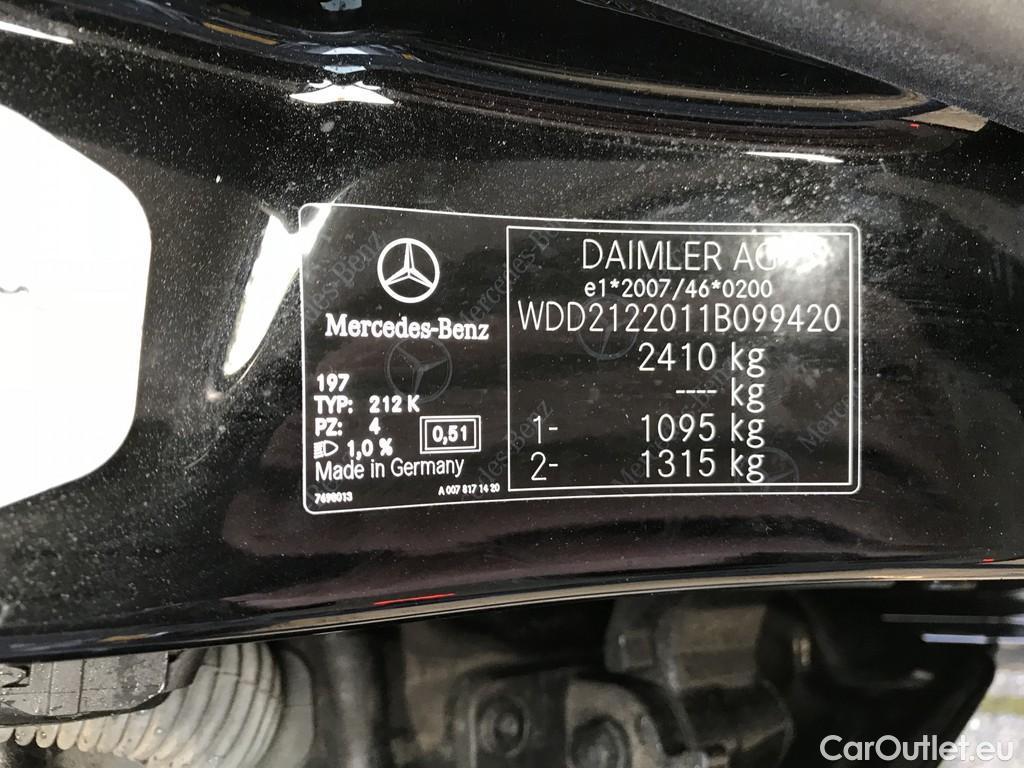 Mercedes-Benz
197
TYP: 212 K
PZ: 4
1,0 %
0,51
Made in Germany
7698013
A 007 817 14 20
DAIMLER AG
e1*2007/46*0200
WDD2122011B099420
2410 kg
---- kg
1- 1095 kg
2- 1315 kg
CarOutlet.eu